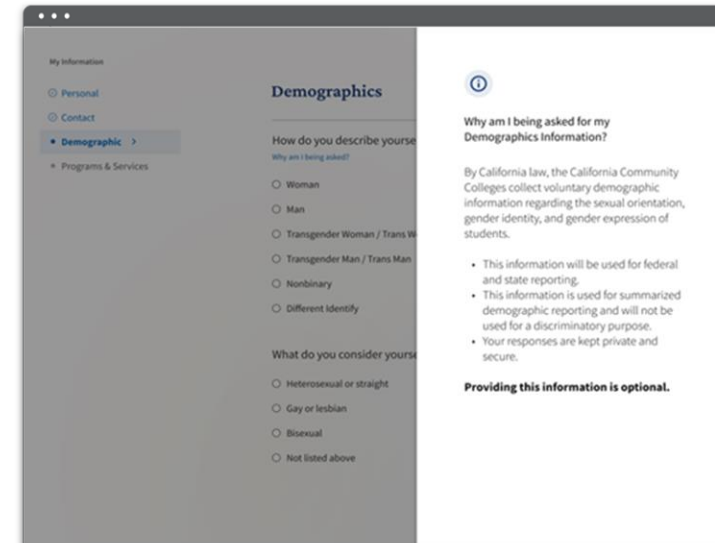 My Information
Personal
Contact
Demographic
Programs & Services
Demographics
How do you describe yourse
Why am I being asked?
Woman
Man
Transgender Woman / Trans W
Transgender Man / Trans Man
Nonbinary
Different Identify
What do you consider yourse
Heterosexual or straight
Gay or lesbian
Bisexual
Not listed above
Why am I being asked for my
Demographics Information?
By California law, the California Community
Colleges collect voluntary demographic
information regarding the sexual orientation,
gender identity, and gender expression of
students.
• This information will be used for federal
and state reporting.
• This information is used for summarized
demographic reporting and will not be
used for a discriminatory purpose.
• Your responses are kept private and
secure.
Providing this information is optional.